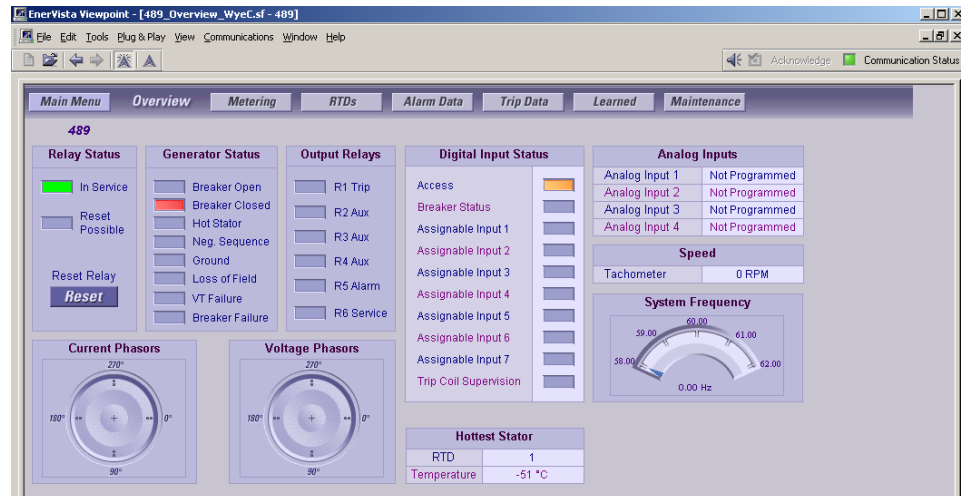 EnerVista Viewpoint - [489_Overview_WyeC.sf - 489]
File Edit Tools Plug & Play View Communications Window Help
Acknowledge Communication Status
Main Menu Overview Metering RTDs Alarm Data Trip Data Learned Maintenance
489
Relay Status
In Service
Reset
Possible
Reset Relay
Reset
Generator Status
Breaker Open
Breaker Closed
Hot Stator
Neg. Sequence
Ground
Loss of Field
VT Failure
Breaker Failure
Output Relays
R1 Trip
R2 Aux
R3 Aux
R4 Aux
R5 Alarm
R6 Service
Digital Input Status
Access
Breaker Status
Assignable Input 1
Assignable Input 2
Assignable Input 3
Assignable Input 4
Assignable Input 5
Assignable Input 6
Assignable Input 7
Trip Coil Supervision
Analog Inputs
Analog Input 1 Not Programmed
Analog Input 2 Not Programmed
Analog Input 3 Not Programmed
Analog Input 4 Not Programmed
Speed
Tachometer 0 RPM
System Frequency
60.00
59.00 61.00
58.00 62.00
0.00 Hz
Current Phasors
270°
180° 0°
90°
Voltage Phasors
270°
180° 0°
90°
Hottest Stator
RTD 1
Temperature -51 °C